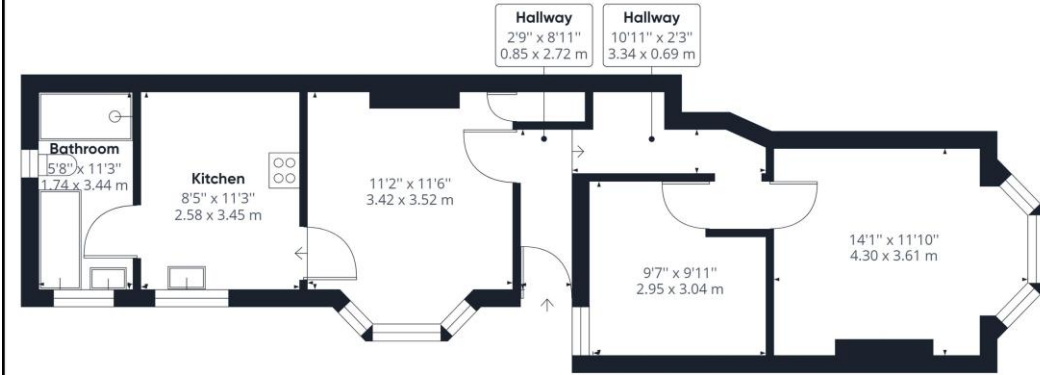 Hallway
2'9" x 8'11"
0.85 x 2.72 m
Hallway
10'11" x 2'3"
3.34 x 0.69 m
Bathroom
5'8" x 11'3"
1.74 x 3.44 m
Kitchen
8'5" x 11'3"
2.58 x 3.45 m
11'2" x 11'6"
3.42 x 3.52 m
9'7" x 9'11"
2.95 x 3.04 m
14'1" x 11'10"
4.30 x 3.61 m